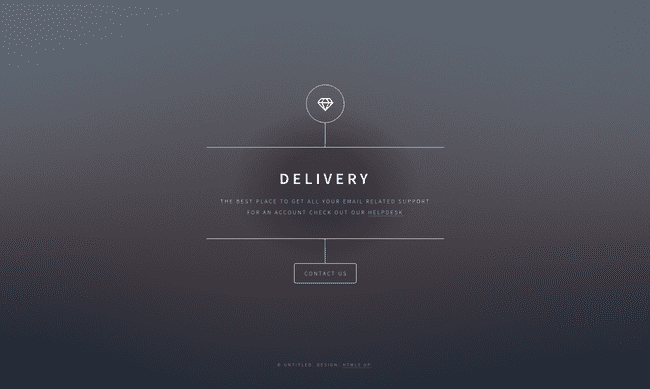 DELIVERY
THE BEST PLACE TO GET ALL YOUR EMAIL RELATED SUPPORT
FOR AN ACCOUNT CHECK OUT OUR HELPDESK
CONTACT US
© UNTITLED. DESIGN: HTML5 UP.